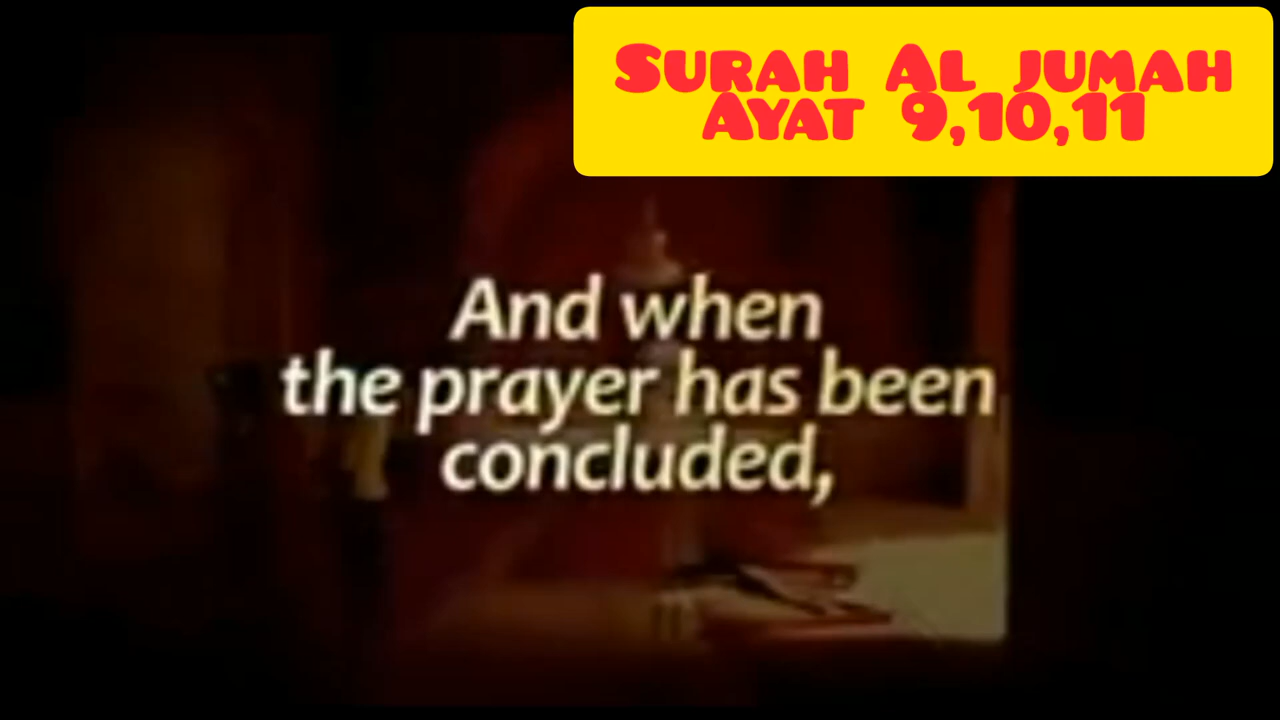 Surah Al jumah
Ayat 9,10,11
And when
the prayer has been
concluded,